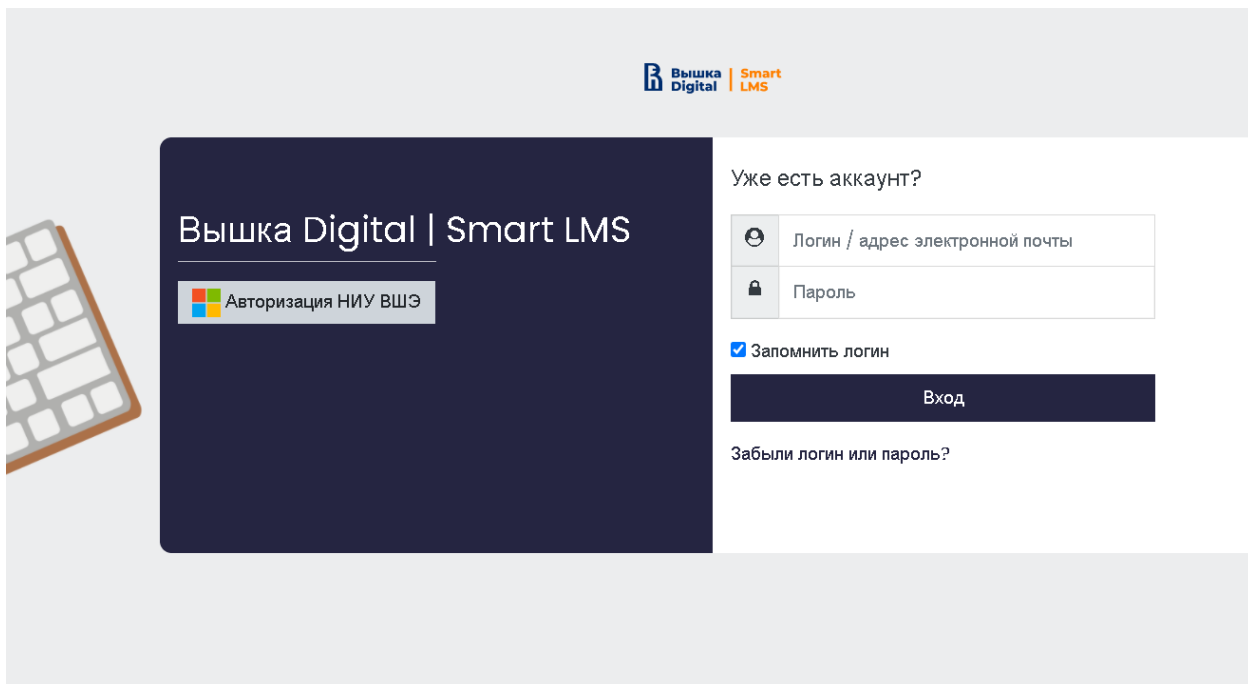 Вышка | Smart
Digital | LMS
Вышка Digital | Smart LMS
Авторизация НИУ ВШЭ
Уже есть аккаунт?
Логин / адрес электронной почты
Пароль
Запомнить логин
Вход
Забыли логин или пароль?